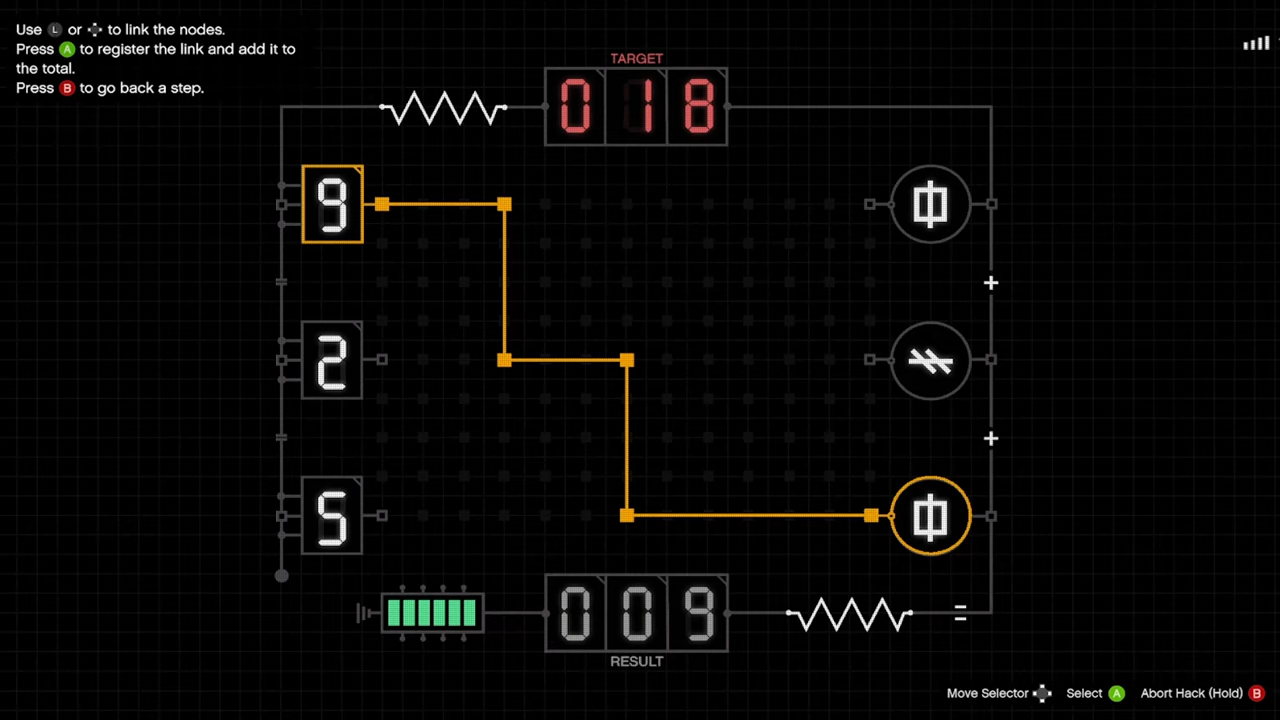 Use L or to link the nodes.
Press A to register the link and add it to
the total.
Press B to go back a step.
TARGET
018
9
2
5
+
+
=
009
RESULT
Move Selector Select A Abort Hack (Hold) B